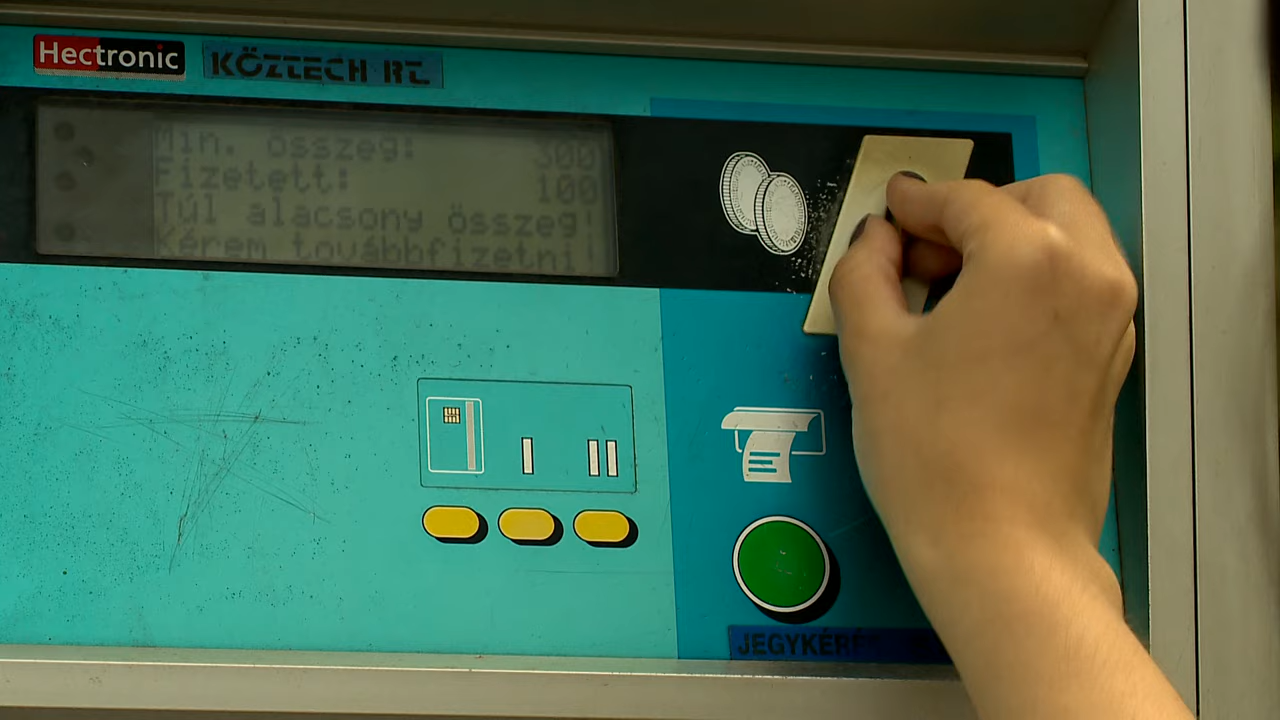 Hectronic
KÖZTECH RT.
Min. összeg: 300
Fizetett: 100
Túl alacsony összeg!
Kérem továbbfizetni!